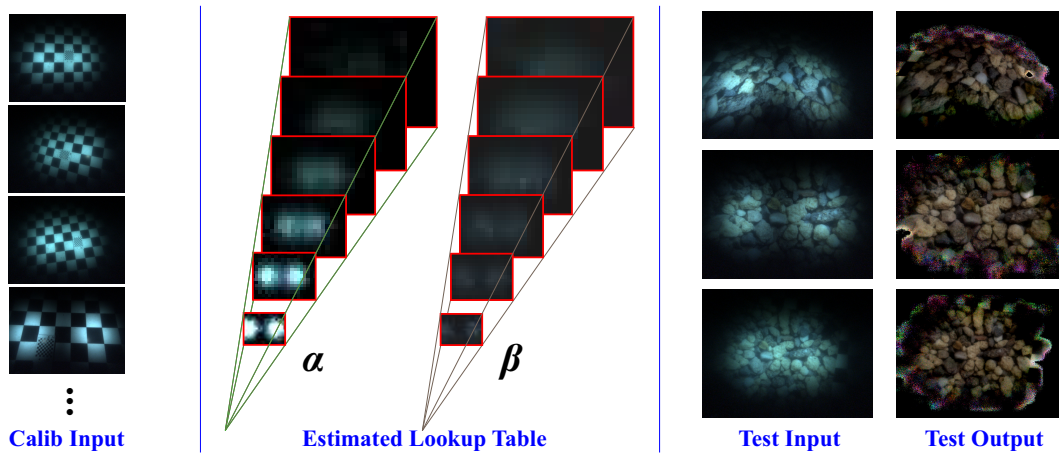 α
β
Calib Input
Estimated Lookup Table
Test Input
Test Output